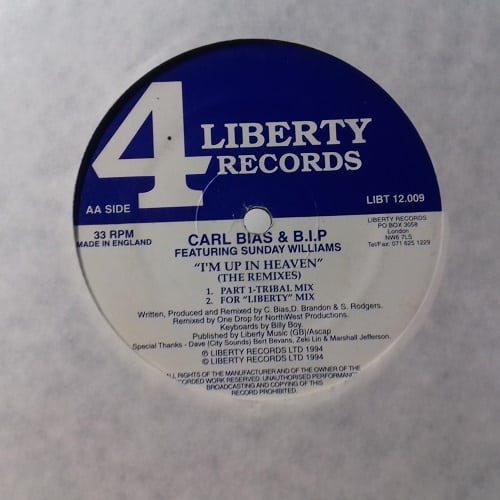 4 LIBERTY
RECORDS
AA SIDE
LIBT 12.009
33 RPM
MADE IN ENGLAND
LIBERTY RECORDS
PO BOX 3058
London
NW6 7LS
Tel/Fax: 071 625 1229
CARL BIAS & B.I.P
FEATURING SUNDAY WILLIAMS
"I'M UP IN HEAVEN"
(THE REMIXES)
1. PART 1-TRIBAL MIX
2. FOR "LIBERTY" MIX
Written, Produced and Remixed by C. Bias, D. Brandon & S. Rodgers.
Remixed by One Drop for NorthWest Productions.
Keyboards by Billy Boy.
Published by Liberty Music (GB)/Ascap
Special Thanks - Dave (City Sounds) Bert Bevans, Zeki Lin & Marshall Jefferson.
℗ LIBERTY RECORDS LTD 1994
© LIBERTY RECORDS LTD 1994
ALL RIGHTS OF THE MANUFACTURER AND OF THE OWNER OF THE
RECORDED WORK RESERVED. UNAUTHORISED PERFORMANCE
BROADCASTING AND COPYING OF THIS
RECORD PROHIBITED.